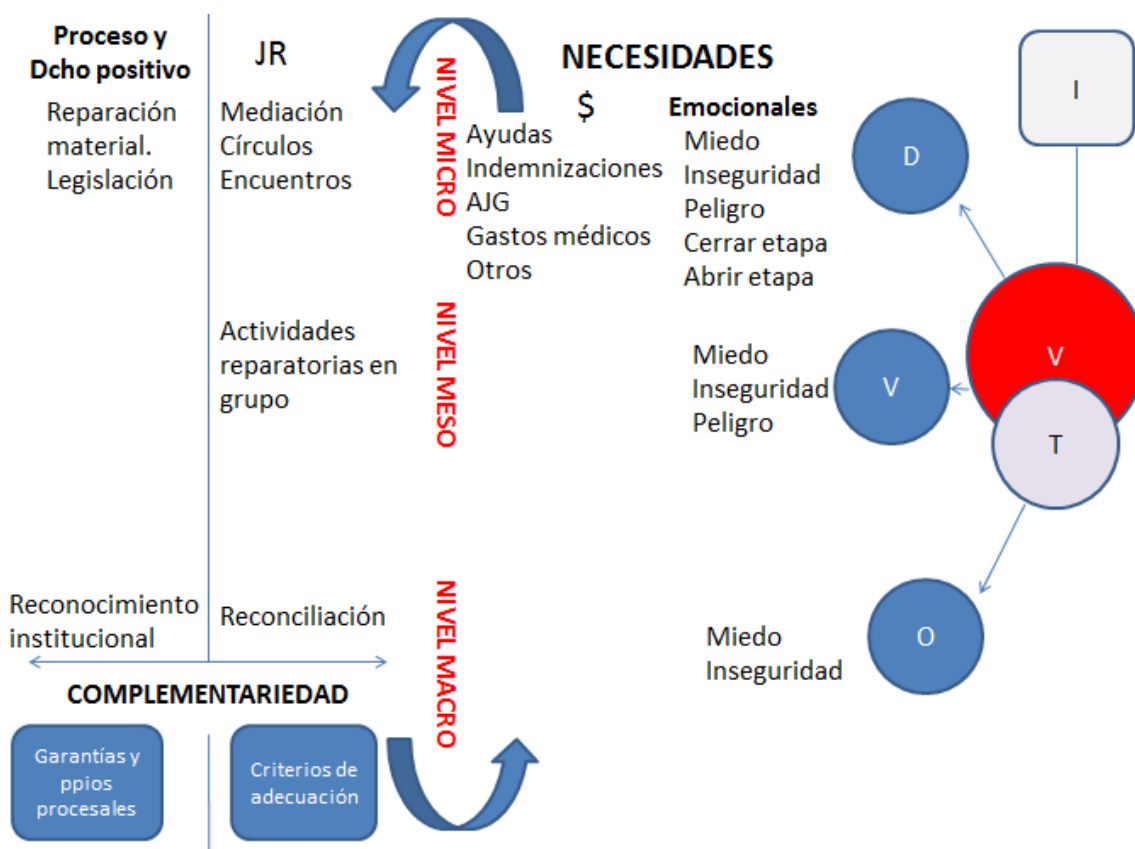 Proceso y
Dcho positivo
Reparación
material.
Legislación
JR
Mediación
Círculos
Encuentros
NIVEL MICRO
NECESIDADES
$
Ayudas
Indemnizaciones
AJG
Gastos médicos
Otros
Emocionales
Miedo
Inseguridad
Peligro
Cerrar etapa
Abrir etapa
D
I
Actividades
reparatorias en
grupo
NIVEL MESO
Miedo
Inseguridad
Peligro
V
V
T
Reconocimiento
institucional
Reconciliación
NIVEL MACRO
Miedo
Inseguridad
O
COMPLEMENTARIEDAD
Garantías y
ppios
procesales
Criterios de
adecuación